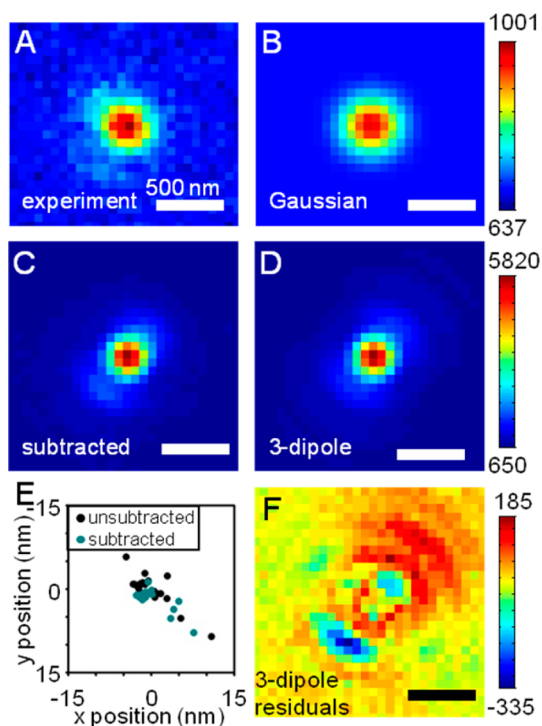 A
experiment
500 nm
B
Gaussian
1001
637
C
subtracted
D
3-dipole
5820
650
E
15
0
-15
y position (nm)
unsubtracted
subtracted
-15
0
15
x position (nm)
F
3-dipole
residuals
185
-335